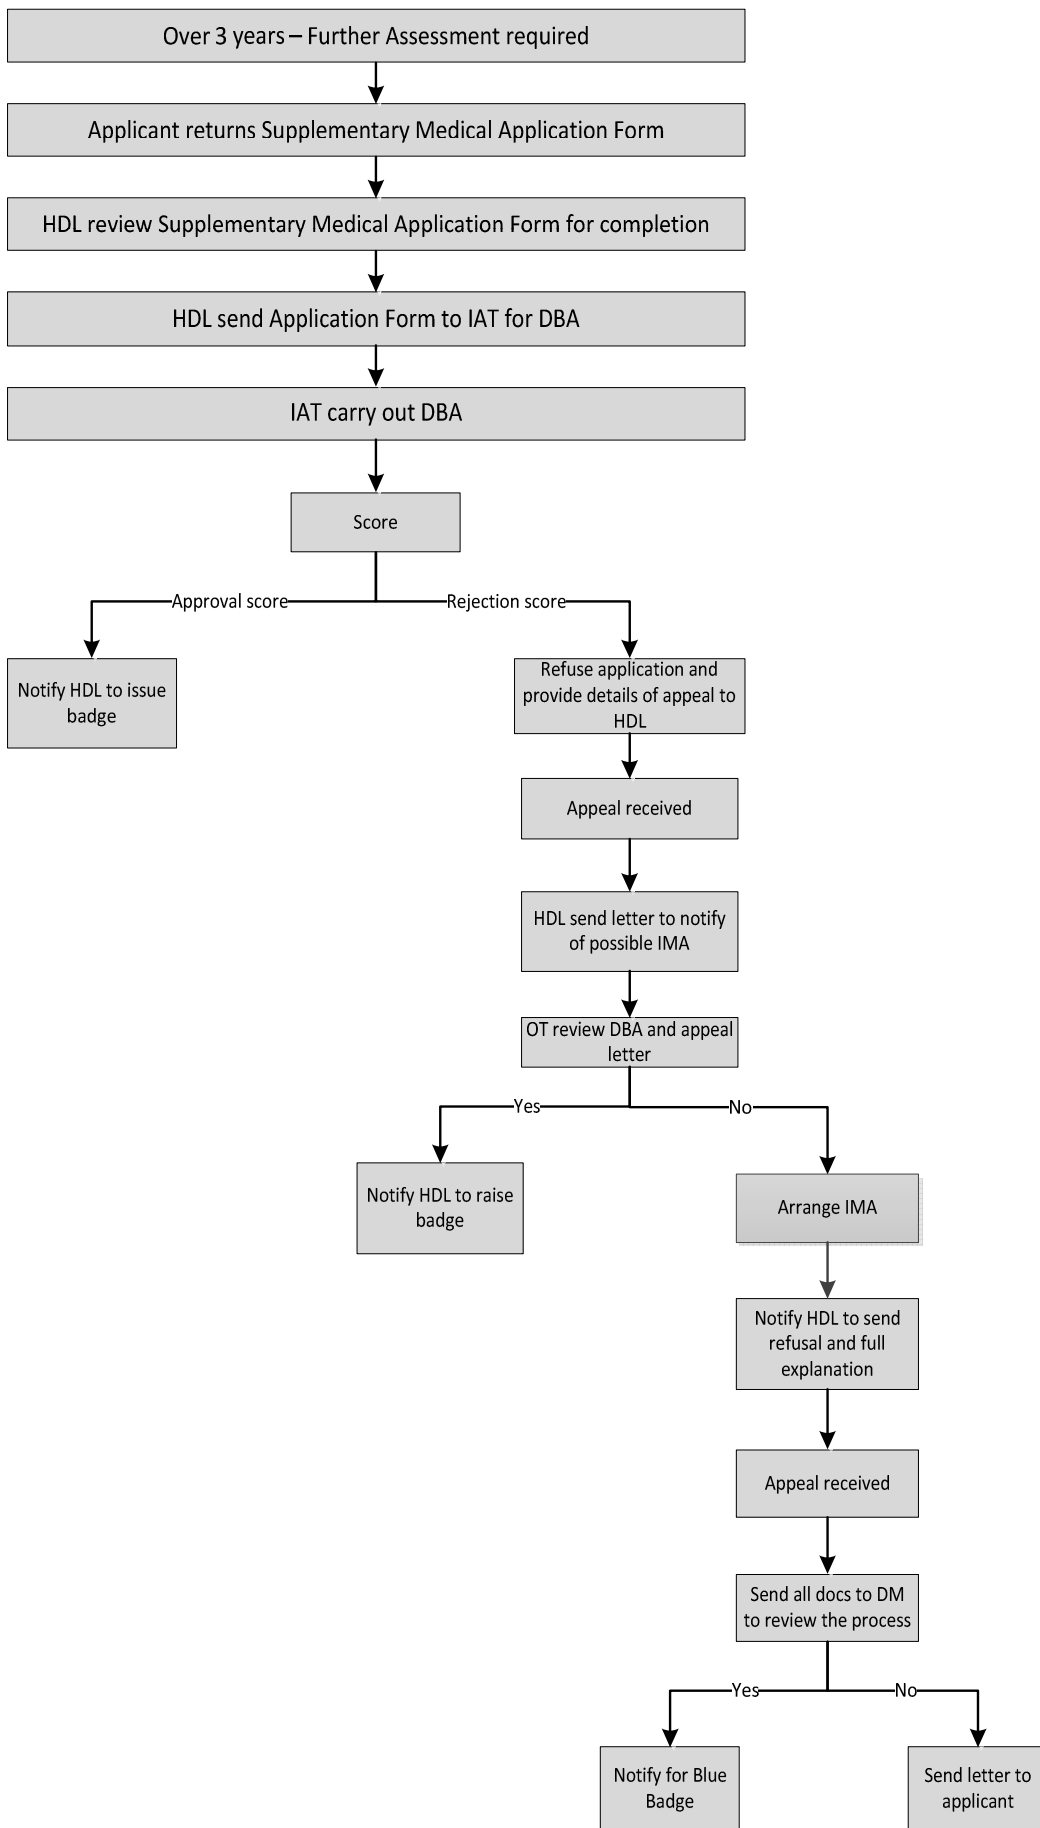 Over 3 years – Further Assessment required
Applicant returns Supplementary Medical Application Form
HDL review Supplementary Medical Application Form for completion
HDL send Application Form to IAT for DBA
IAT carry out DBA
Score
Approval score
Rejection score
Notify HDL to issue
badge
Refuse application and
provide details of appeal to
HDL
Appeal received
HDL send letter to notify
of possible IMA
OT review DBA and appeal
letter
Yes
No
Notify HDL to raise
badge
Arrange IMA
Notify HDL to send
refusal and full
explanation
Appeal received
Send all docs to DM
to review the process
Yes
No
Notify for Blue
Badge
Send letter to
applicant